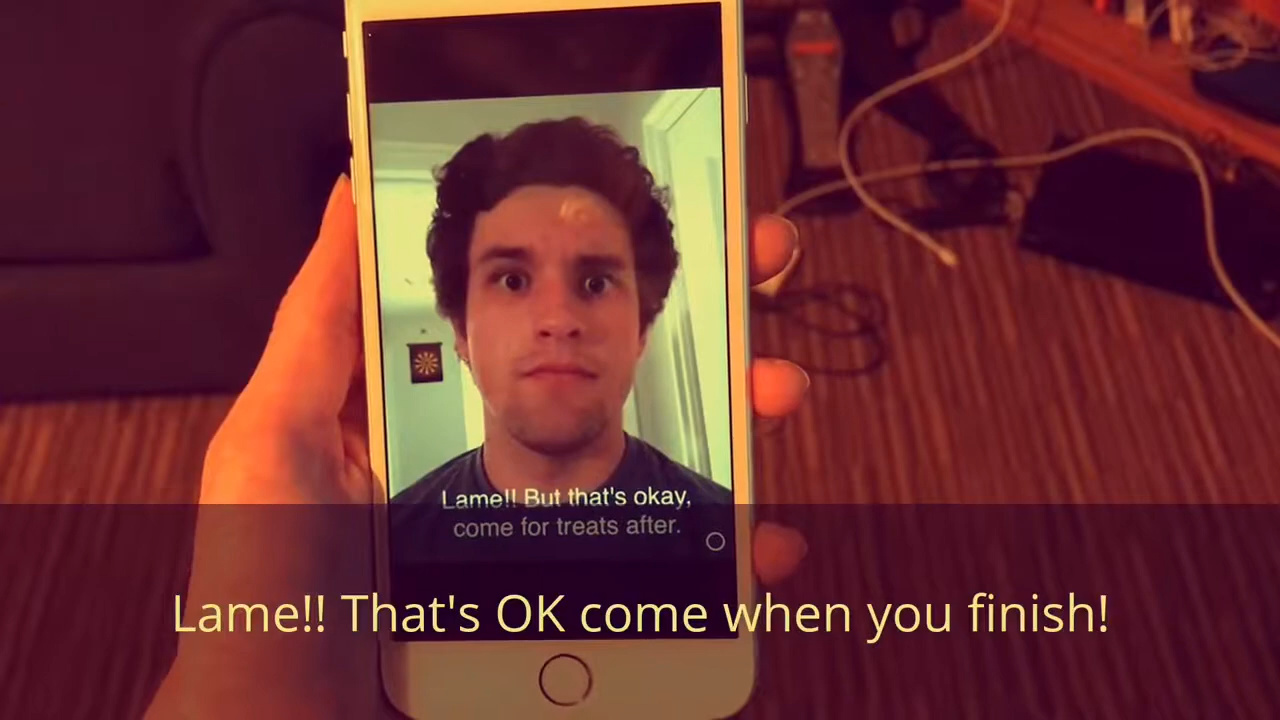 Lame!! But that's okay,
come for treats after.
Lame!! That's OK come when you finish!